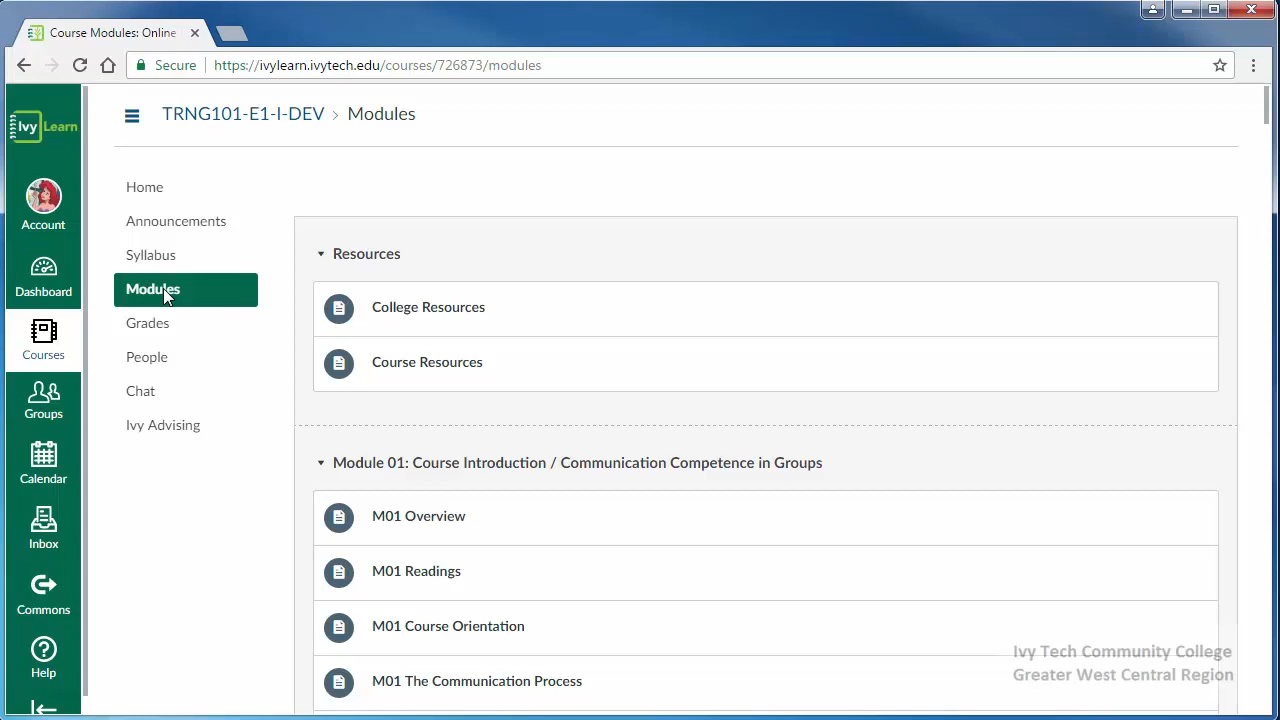 Course Modules: Online
Secure
https://ivylearn.ivytech.edu/courses/726873/modules
Ivy Learn
Account
Dashboard
Courses
Groups
Calendar
Inbox
Commons
Help
TRNG101-E1-I-DEV > Modules
Home
Announcements
Syllabus
Modules
Grades
People
Chat
Ivy Advising
Resources
College Resources
Course Resources
Module 01: Course Introduction / Communication Competence in Groups
M01 Overview
M01 Readings
M01 Course Orientation
M01 The Communication Process
Ivy Tech Community College
Greater West Central Region